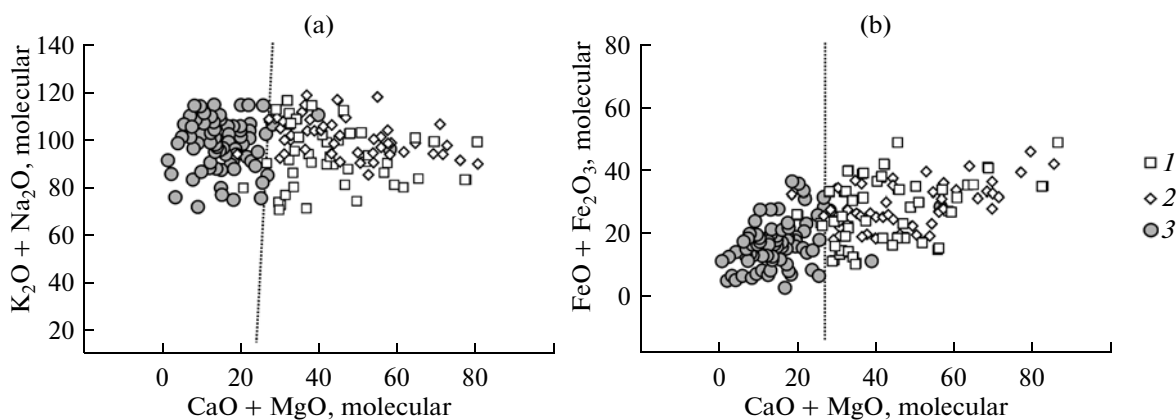 (a)
K₂O + Na₂O, molecular
140
120
100
80
60
40
20
0 20 40 60 80
CaO + MgO, molecular
(b)
FeO + Fe₂O₃, molecular
80
60
40
20
0
0 20 40 60 80
CaO + MgO, molecular
1
2
3